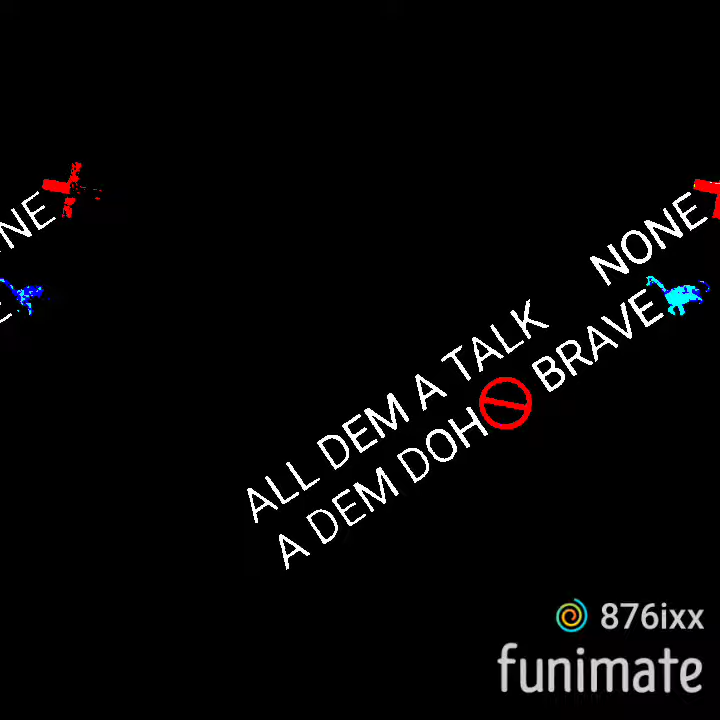 ALL DEM A TALK NONE
A DEM DOH BRAVE
NE
E
876ixx
funimate